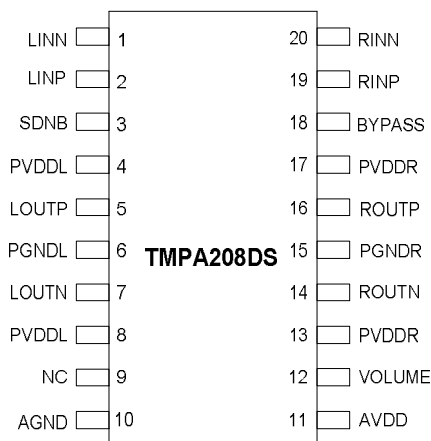 LINN 1 20 RINN
LINP 2 19 RINP
SDNB 3 18 BYPASS
PVDDL 4 17 PVDDR
LOUTP 5 16 ROUTP
PGNDL 6 TMPA208DS 15 PGNDR
LOUTN 7 14 ROUTN
PVDDL 8 13 PVDDR
NC 9 12 VOLUME
AGND 10 11 AVDD